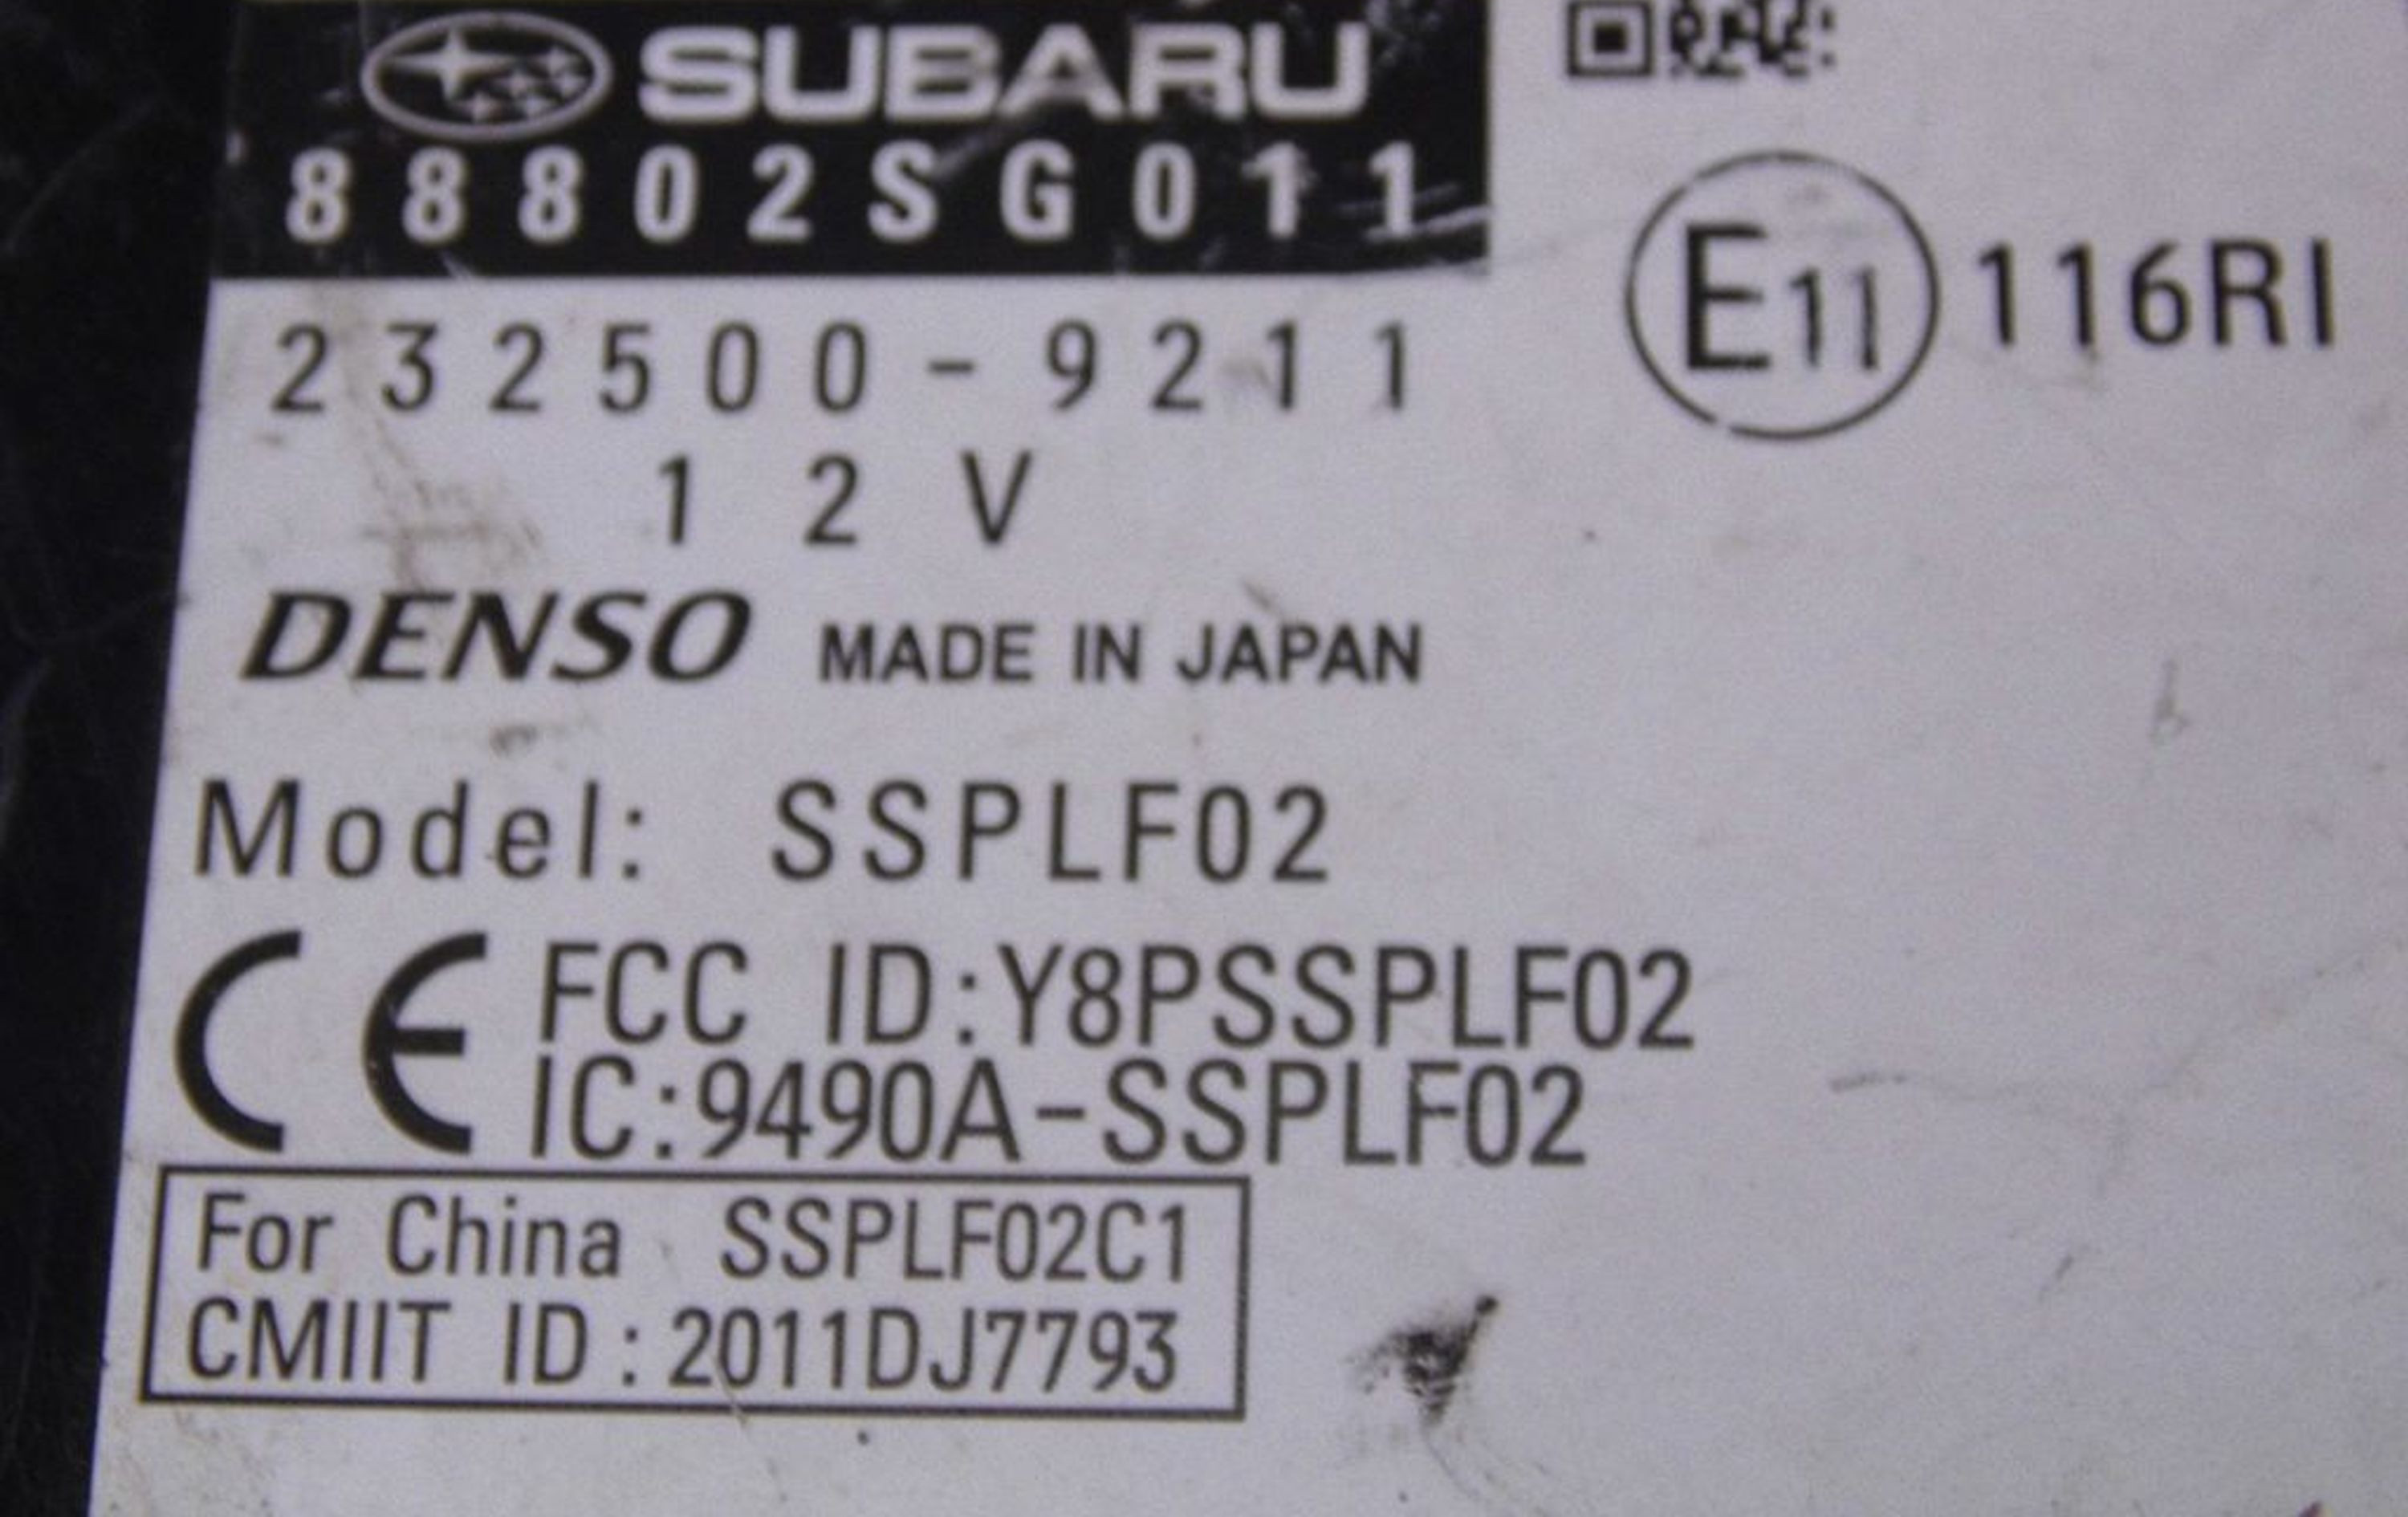 SUBARU
88802SG011
E11 116RI
232500-9211
12V
DENSO MADE IN JAPAN
Model: SSPLF02
CE FCC ID:Y8PSSPLF02
IC:9490A-SSPLF02
For China SSPLF02C1
CMIIT ID:2011DJ7793